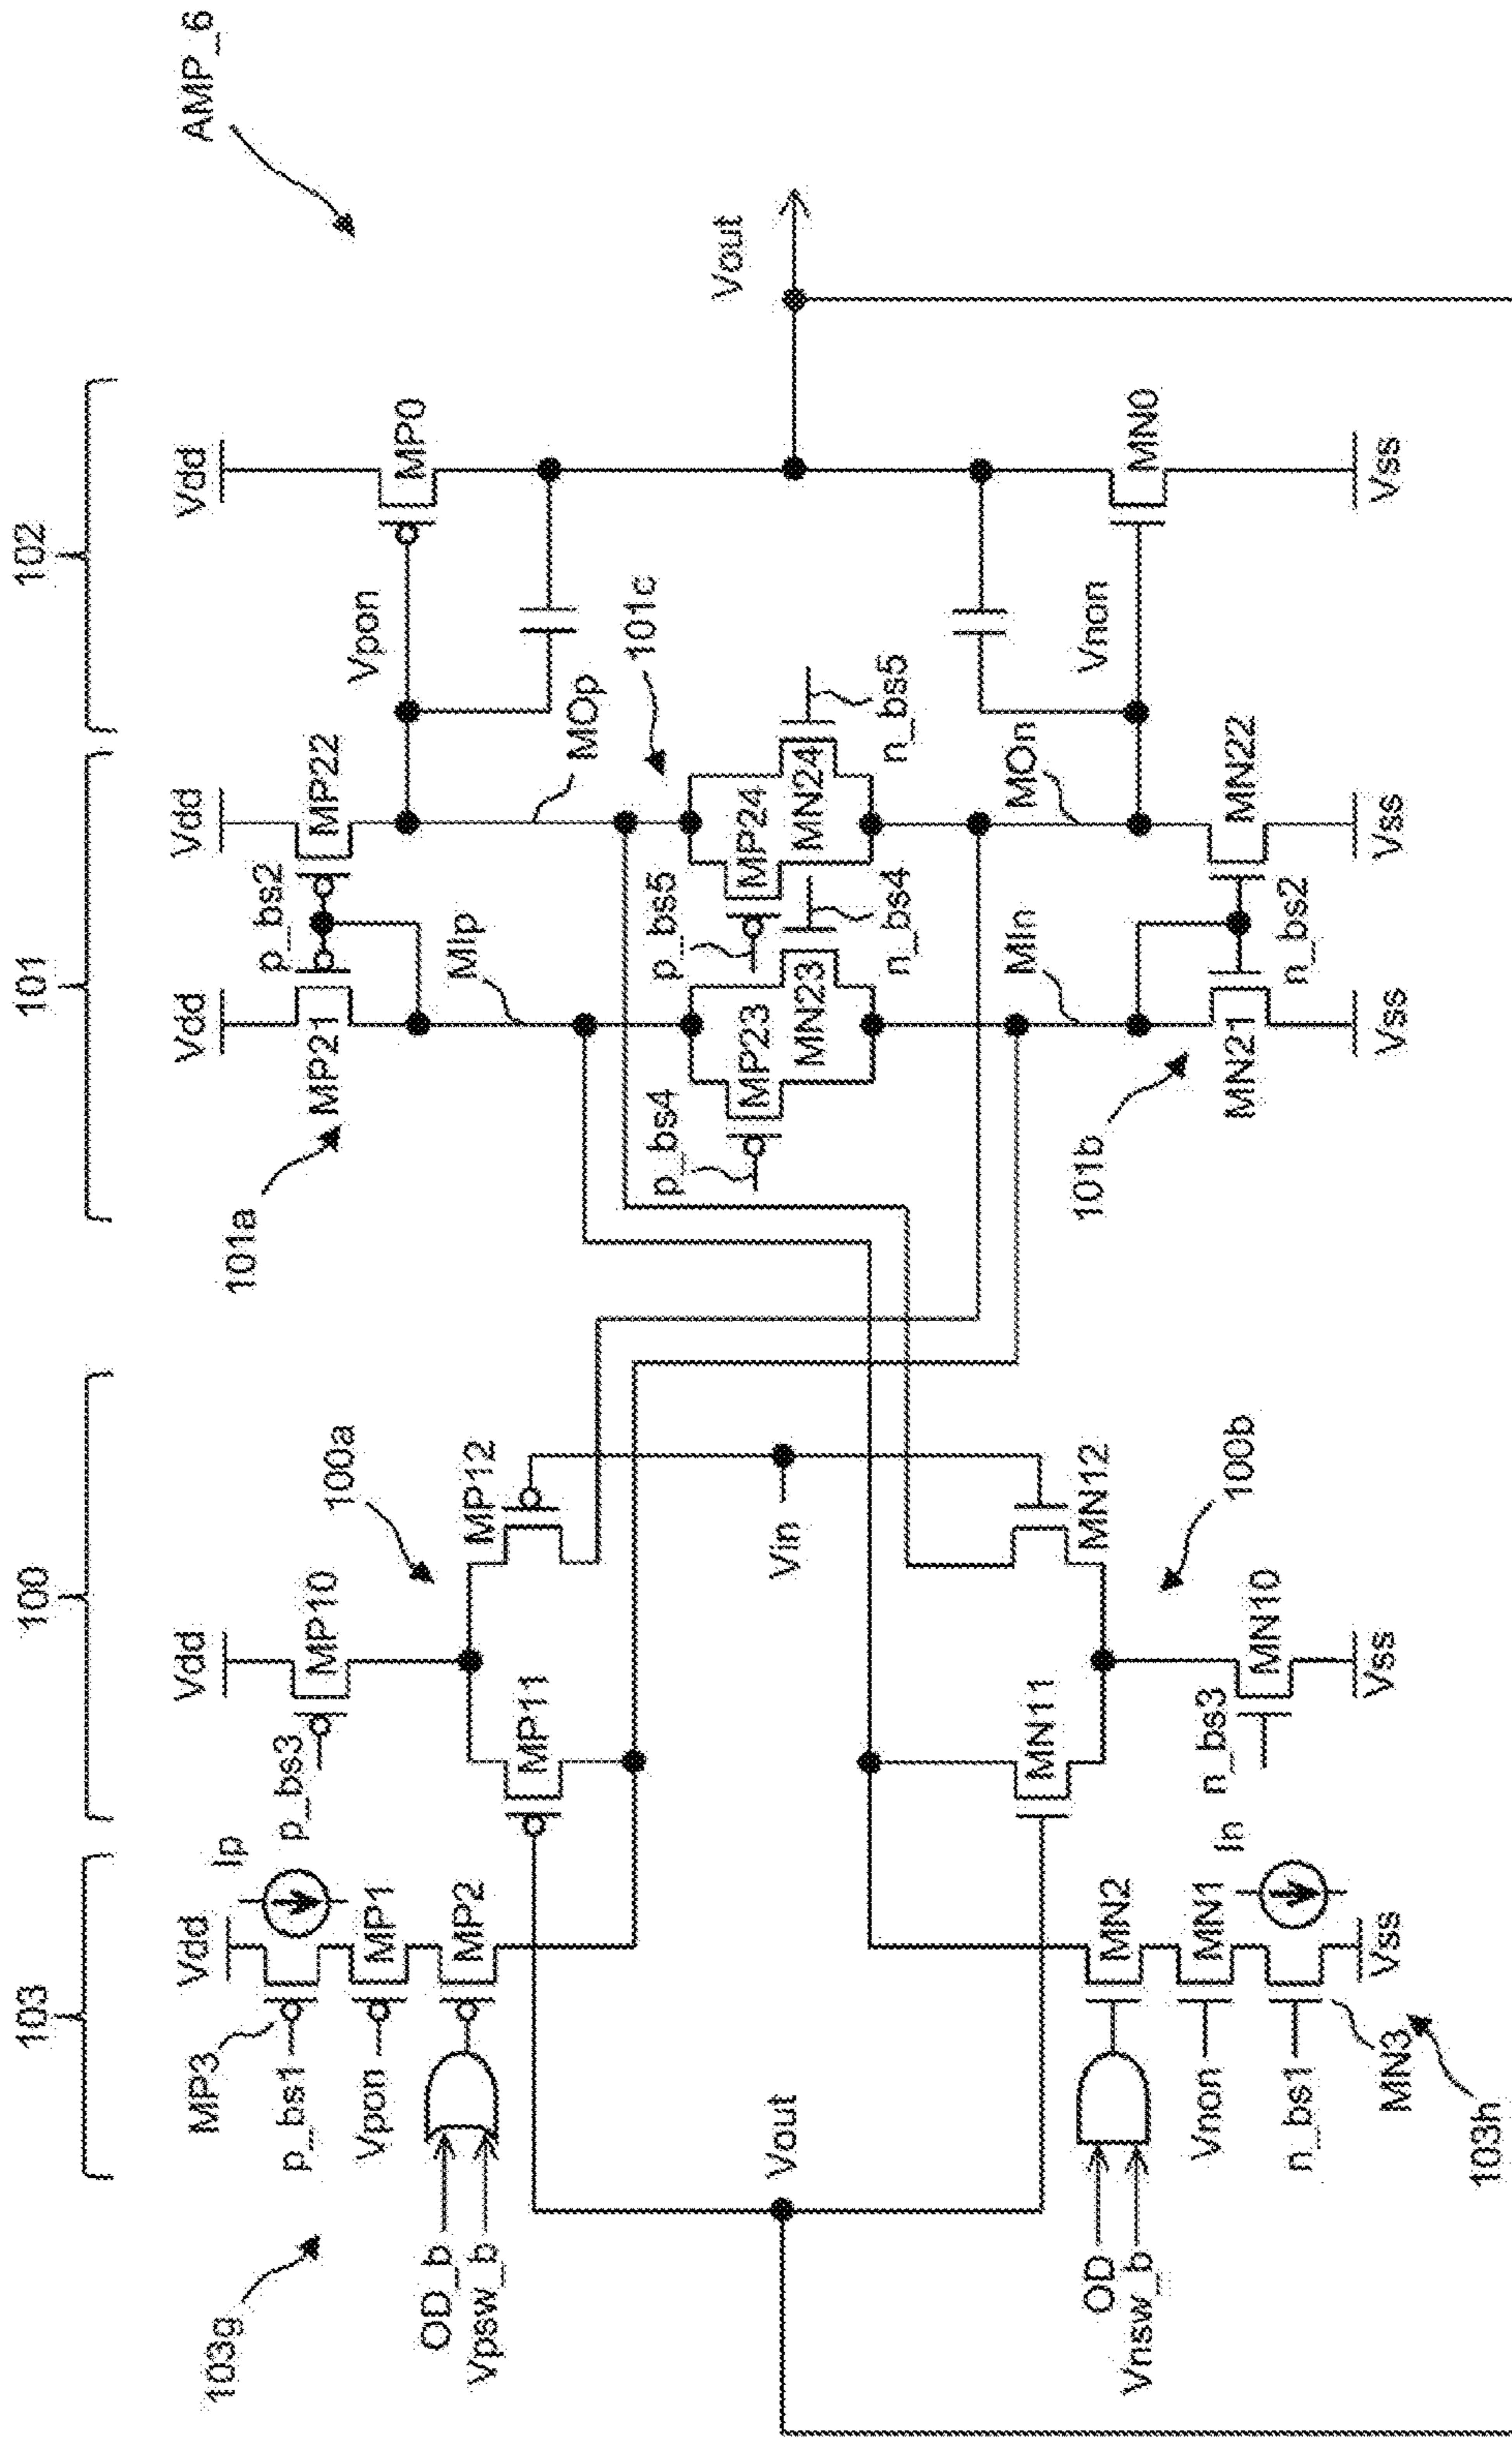 AMP_6
103
100
101
102
103g
MP3
p_bs1
Vpon
OD_b
Vpsw_b
Vdd
Ip
MP1
MP2
p_bs3
Vdd
MP10
MP11
100a
MP12
Vout
Vin
OD
Vnsw_b
Vnon
n_bs1
MN3
103h
MN2
MN1
In
Vss
MN11
n_bs3
MN10
Vss
MN12
100b
101a
Vdd
MP21
p_bs2
Vdd
MP22
MIp
MOp
p_bs4
MP23
MN23
n_bs4
p_bs5
MP24
MN24
n_bs5
101c
MIn
MOn
101b
MN21
n_bs2
MN22
Vss
Vss
Vdd
MP0
Vpon
Vout
Vnon
MN0
Vss